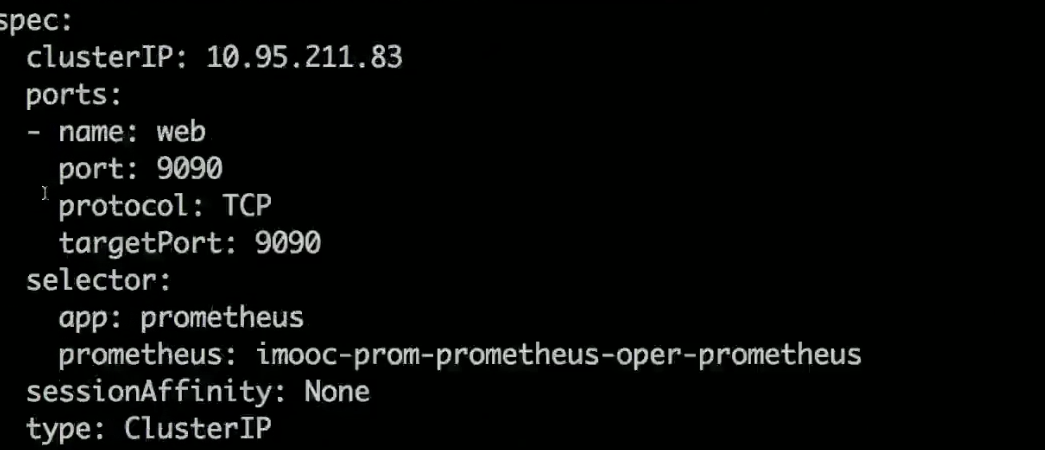 spec:
  clusterIP: 10.95.211.83
  ports:
  - name: web
    port: 9090
    protocol: TCP
    targetPort: 9090
  selector:
    app: prometheus
    prometheus: imooc-prom-prometheus-oper-prometheus
  sessionAffinity: None
  type: ClusterIP